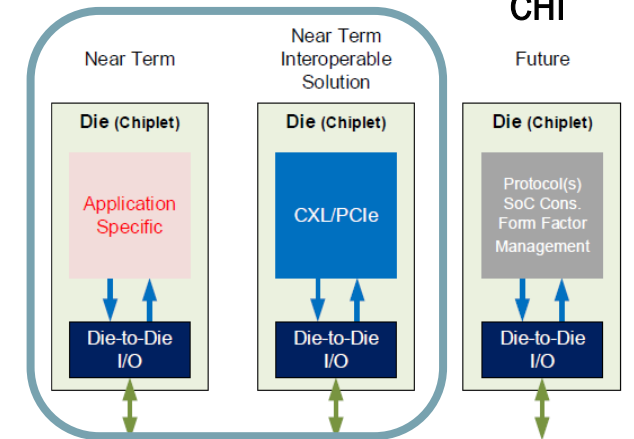 CHI
Near Term
Near Term
Interoperable
Solution
Future
Die (Chiplet)
Application
Specific
Die-to-Die
I/O
Die (Chiplet)
CXL/PCIe
Die-to-Die
I/O
Die (Chiplet)
Protocol(s)
SoC Cons.
Form Factor
Management
Die-to-Die
I/O